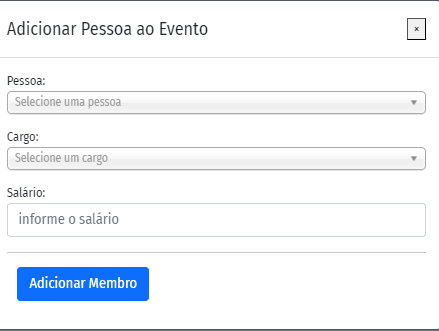 Adicionar Pessoa ao Evento
×
Pessoa:
Selecione uma pessoa
Cargo:
Selecione um cargo
Salário:
informe o salário
Adicionar Membro